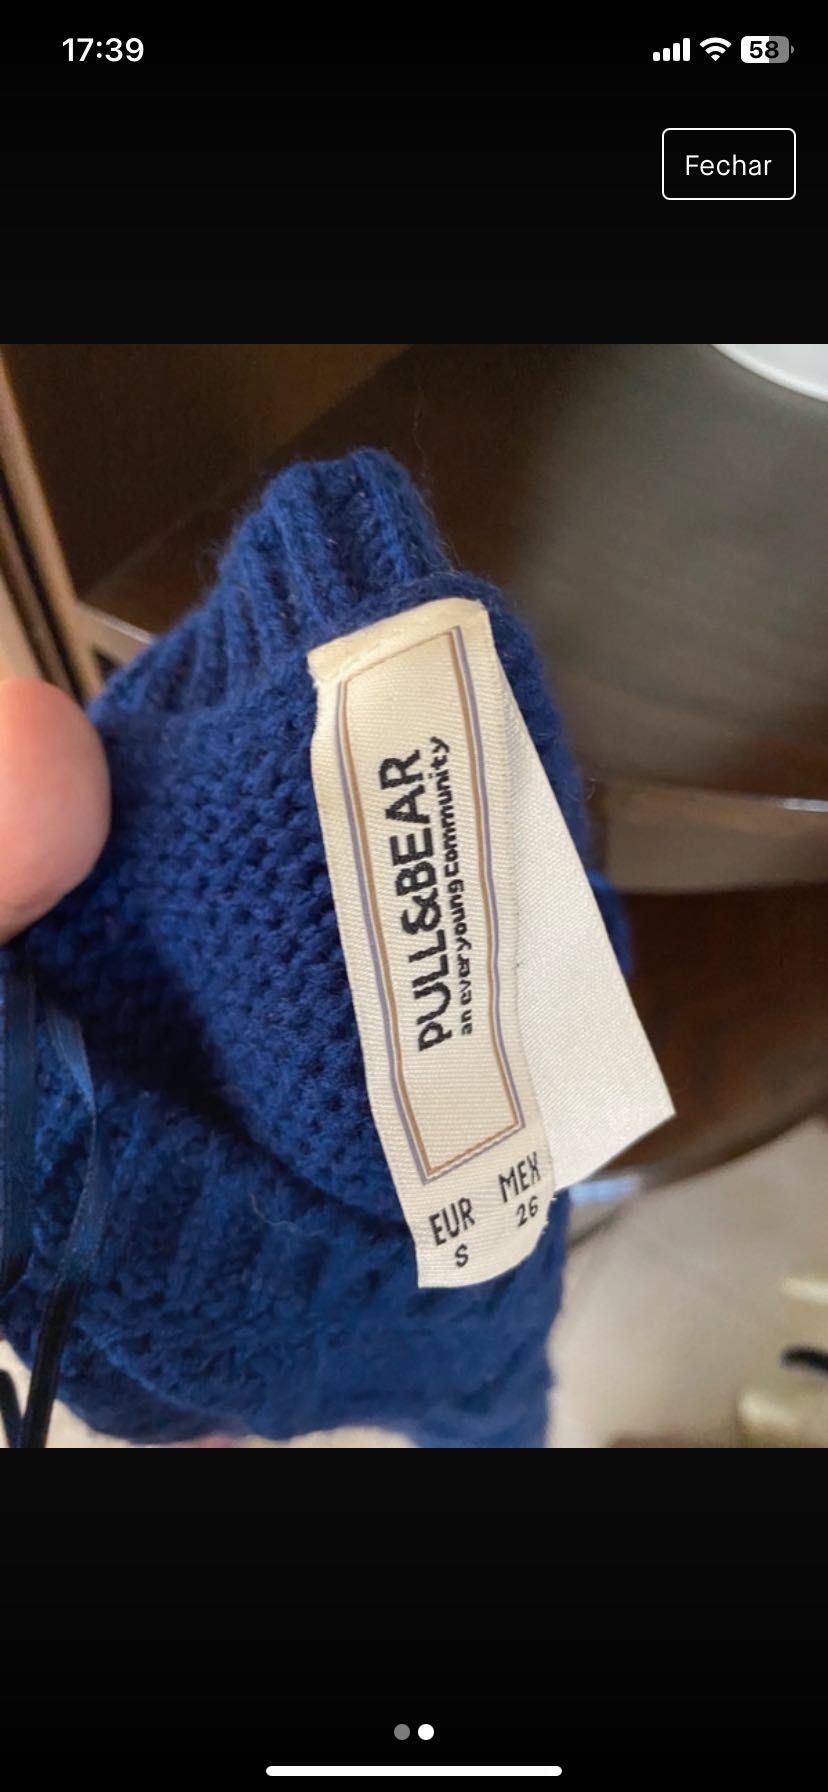 17:39
58
Fechar
PULL&BEAR
an everyoung community
EUR MEX
S 26